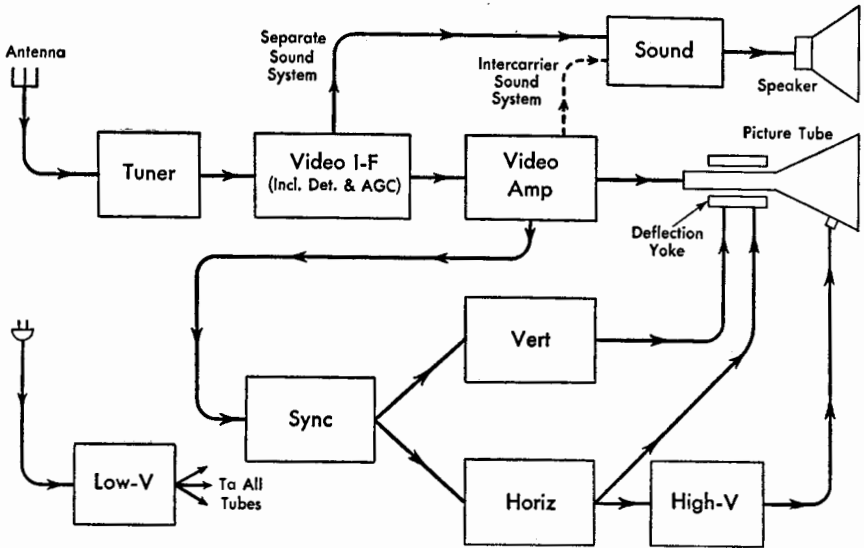 Antenna
Separate
Sound
System
Intercarrier
Sound
System
Sound
Speaker
Picture Tube
Tuner
Video I-F
(Incl. Det. & AGC)
Video
Amp
Deflection
Yoke
Vert
Sync
Low-V
Ta All
Tubes
Horiz
High-V